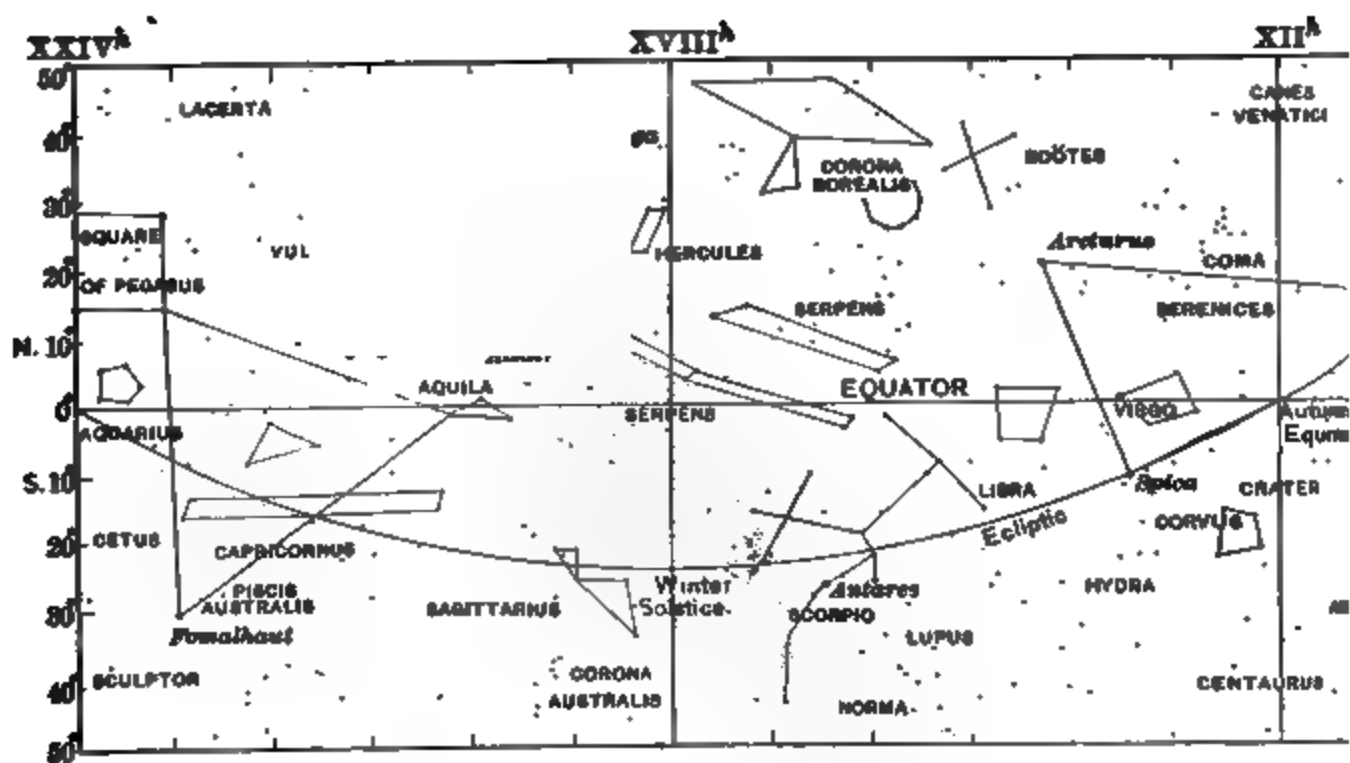 XXIVʰ XVIIIʰ XIIʰ
50
LACERTA
CANES
VENATICI
40
BOÖTES
CORONA
BOREALIS
30
SQUARE
VUL
HERCULES
Arcturus
COMA
20
OF PEGASUS
SERPENS
BERENICES
N. 10
AQUILA
EQUATOR
0
SERPENS
VIRGO
AQUARIUS
S. 10
LIBRA
Spica
CRATER
Ecliptic
CORVUS
CETUS
20
CAPRICORNUS
Winter
Solstice
Antares
HYDRA
PISCIS
AUSTRALIS
SAGITTARIUS
SCORPIO
30
Fomalhaut
LUPUS
SCULPTOR
CORONA
AUSTRALIS
40
NORMA
CENTAURUS
50